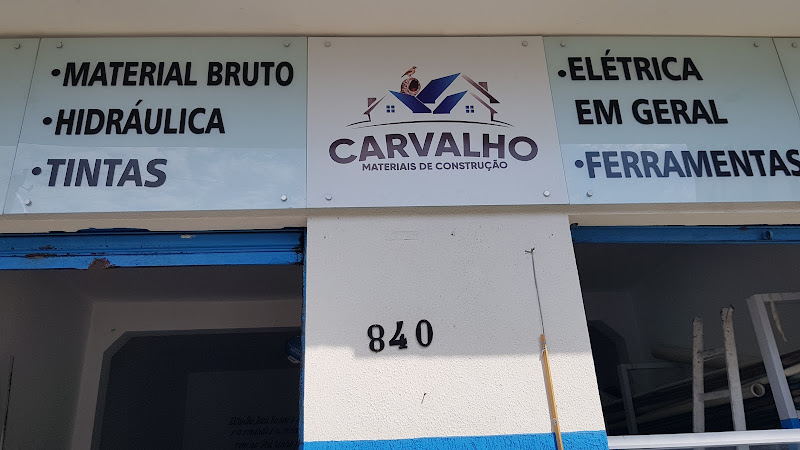 •MATERIAL BRUTO
•HIDRÁULICA
•TINTAS
CARVALHO
MATERIAIS DE CONSTRUÇÃO
•ELÉTRICA
EM GERAL
•FERRAMENTAS
840